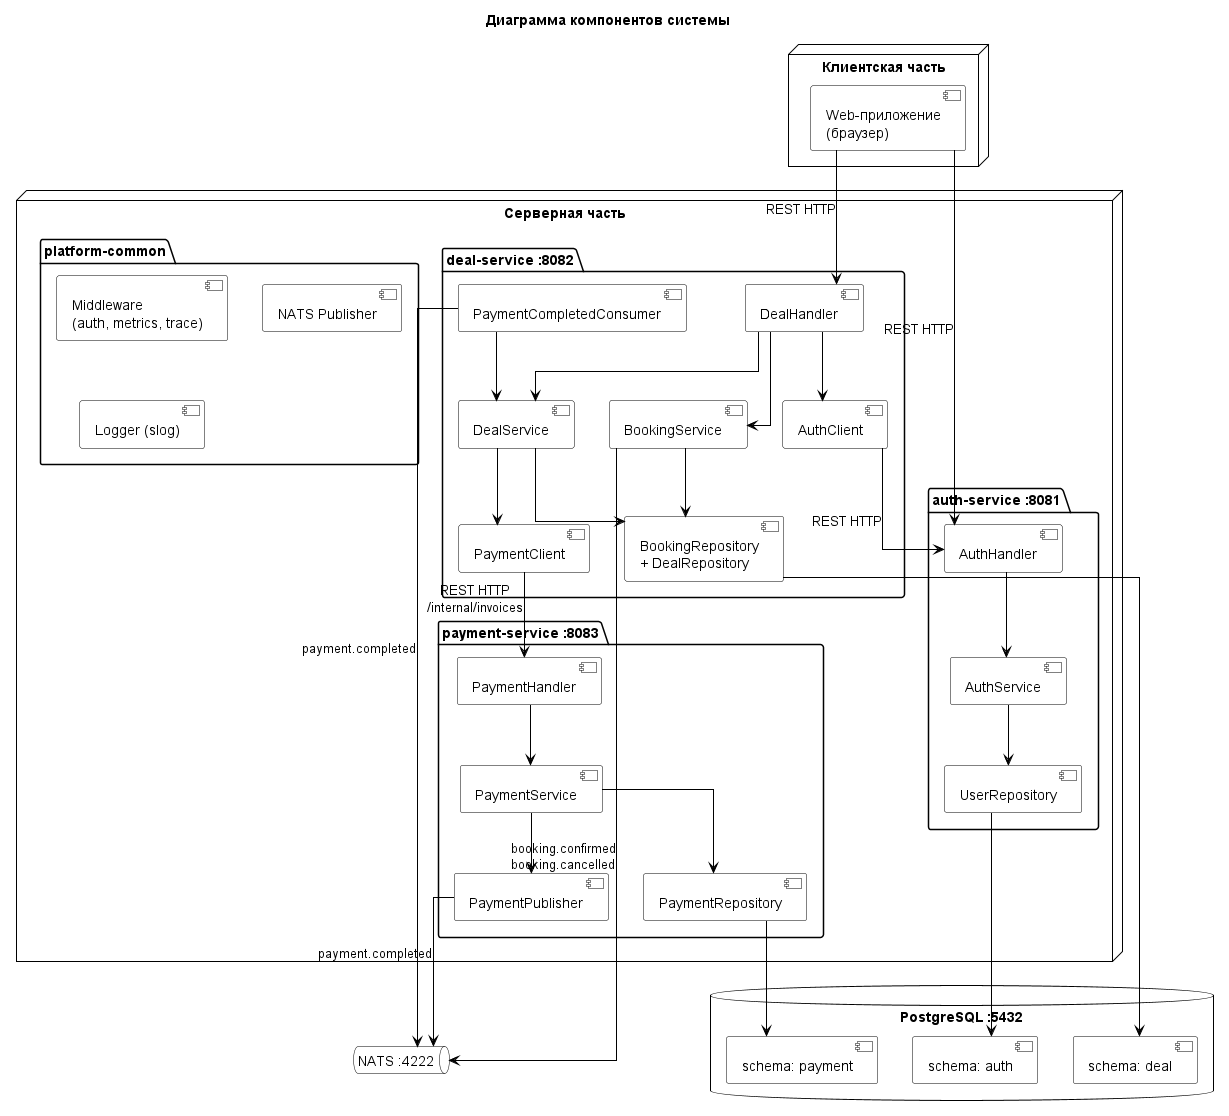 Диаграмма компонентов системы
Клиентская часть
Web-приложение
(браузер)
REST HTTP
Серверная часть
platform-common
Middleware
(auth, metrics, trace)
NATS Publisher
Logger (slog)
deal-service :8082
PaymentCompletedConsumer
DealHandler
REST HTTP
DealService
BookingService
AuthClient
auth-service :8081
REST HTTP
PaymentClient
BookingRepository
+ DealRepository
AuthHandler
REST HTTP
/internal/invoices
payment-service :8083
payment.completed
PaymentHandler
AuthService
PaymentService
UserRepository
booking.confirmed
booking.cancelled
PaymentPublisher
PaymentRepository
payment.completed
PostgreSQL :5432
NATS :4222
schema: payment
schema: auth
schema: deal